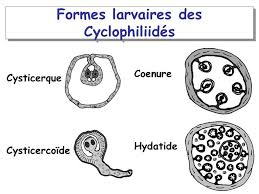 Formes larvaires des
Cyclophiliidés
Cysticerque
Coenure
Cysticercoïde
Hydatide